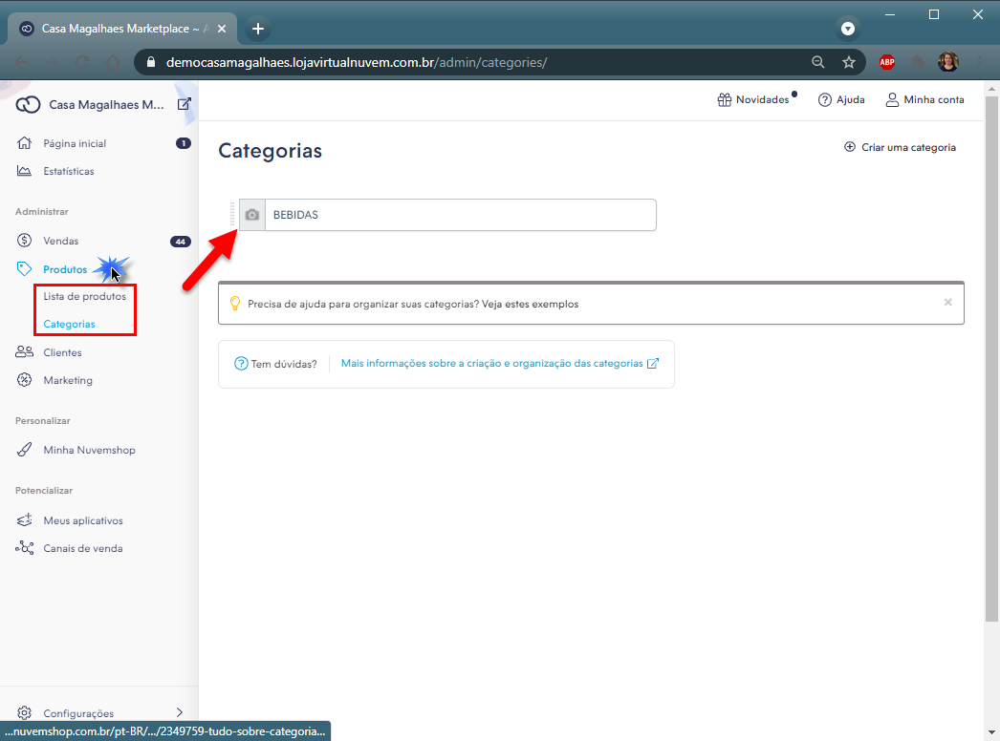 Casa Magalhaes Marketplace ~ A
democasamagalhaes.lojavirtualnuvem.com.br/admin/categories/
ABP
Casa Magalhaes M...
Novidades
Ajuda
Minha conta
Página inicial
1
Estatísticas
Administrar
Vendas
44
Produtos
Lista de produtos
Categorias
Clientes
Marketing
Personalizar
Minha Nuvemshop
Potencializar
Meus aplicativos
Canais de venda
Configurações
Categorias
Criar uma categoria
BEBIDAS
Precisa de ajuda para organizar suas categorias? Veja estes exemplos
Tem dúvidas?
Mais informações sobre a criação e organização das categorias
...nuvemshop.com.br/pt-BR/.../2349759-tudo-sobre-categoria...